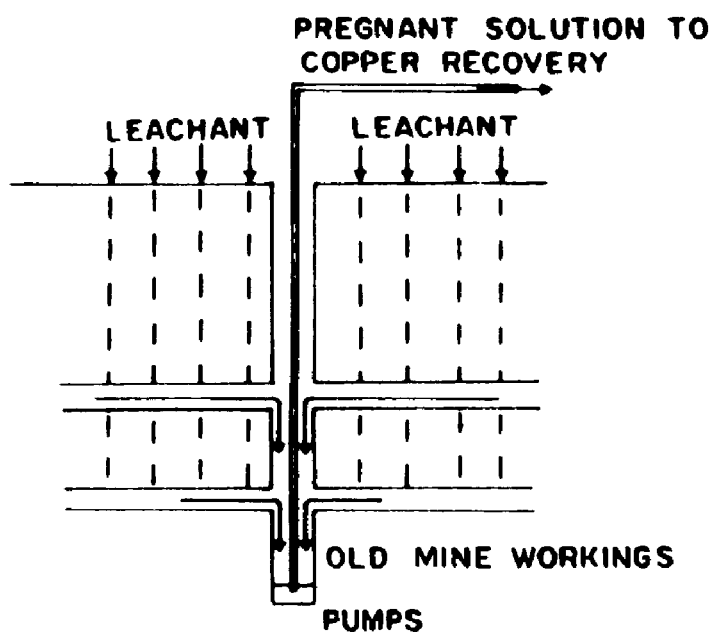 PREGNANT SOLUTION TO
COPPER RECOVERY
LEACHANT
LEACHANT
OLD MINE WORKINGS
PUMPS